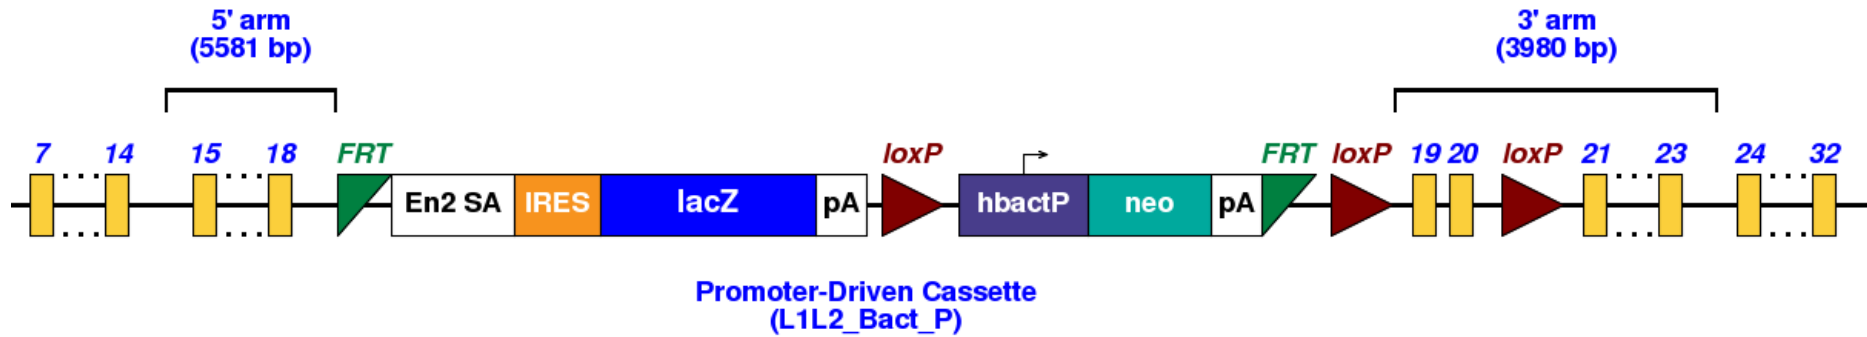 5' arm
(5581 bp)
3' arm
(3980 bp)
7 14 15 18 FRT loxP FRT loxP 19 20 loxP 21 23 24 32
En2 SA IRES lacZ pA hbactP neo pA
Promoter-Driven Cassette
(L1L2_Bact_P)